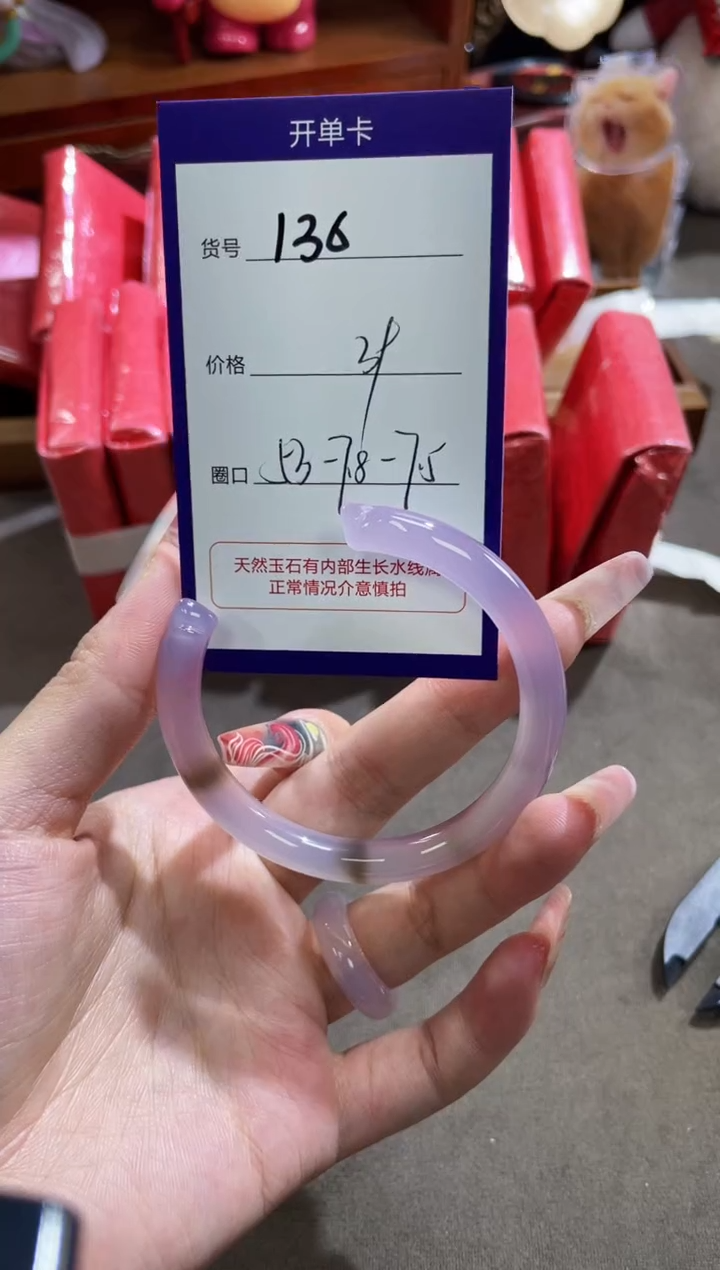 开单卡
货号 136
价格
圈口 53-7.8-7.5
天然玉石有内部生长水线属
正常情况介意慎拍